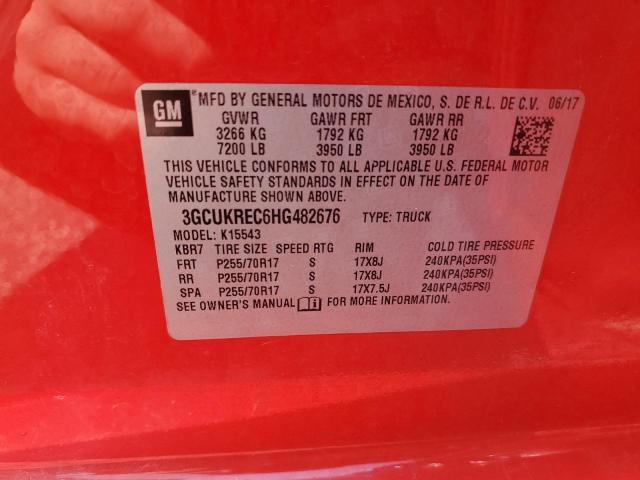 GM
®MFD BY GENERAL MOTORS DE MEXICO, S. DE R.L. DE C.V. 06/17
GVWR GAWR FRT GAWR RR
3266 KG 1792 KG 1792 KG
7200 LB 3950 LB 3950 LB
THIS VEHICLE CONFORMS TO ALL APPLICABLE U.S. FEDERAL MOTOR
VEHICLE SAFETY STANDARDS IN EFFECT ON THE DATE OF
MANUFACTURE SHOWN ABOVE.
3GCUKREC6HG482676 TYPE: TRUCK
MODEL: K15543
KBR7 TIRE SIZE SPEED RTG RIM COLD TIRE PRESSURE
FRT P255/70R17 S 17X8J 240KPA(35PSI)
RR P255/70R17 S 17X8J 240KPA(35PSI)
SPA P255/70R17 S 17X7.5J 240KPA(35PSI)
SEE OWNER'S MANUAL FOR MORE INFORMATION.